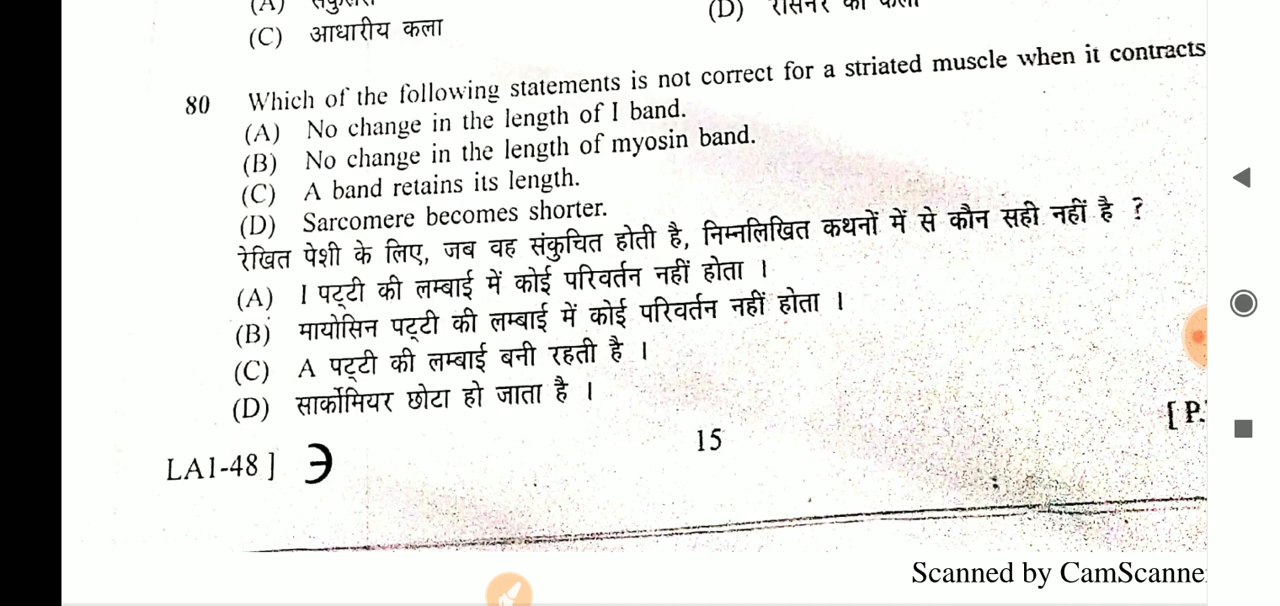 (C) आधारीय कला
(D)
80 Which of the following statements is not correct for a striated muscle when it contracts
(A) No change in the length of I band.
(B) No change in the length of myosin band.
(C) A band retains its length.
(D) Sarcomere becomes shorter.
रेखित पेशी के लिए, जब वह संकुचित होती है, निम्नलिखित कथनों में से कौन सही नहीं है ?
(A) I पट्टी की लम्बाई में कोई परिवर्तन नहीं होता ।
(B) मायोसिन पट्टी की लम्बाई में कोई परिवर्तन नहीं होता ।
(C) A पट्टी की लम्बाई बनी रहती है ।
(D) सार्कोमियर छोटा हो जाता है ।
[ P.
LA1-48 ] 15
Scanned by CamScanne